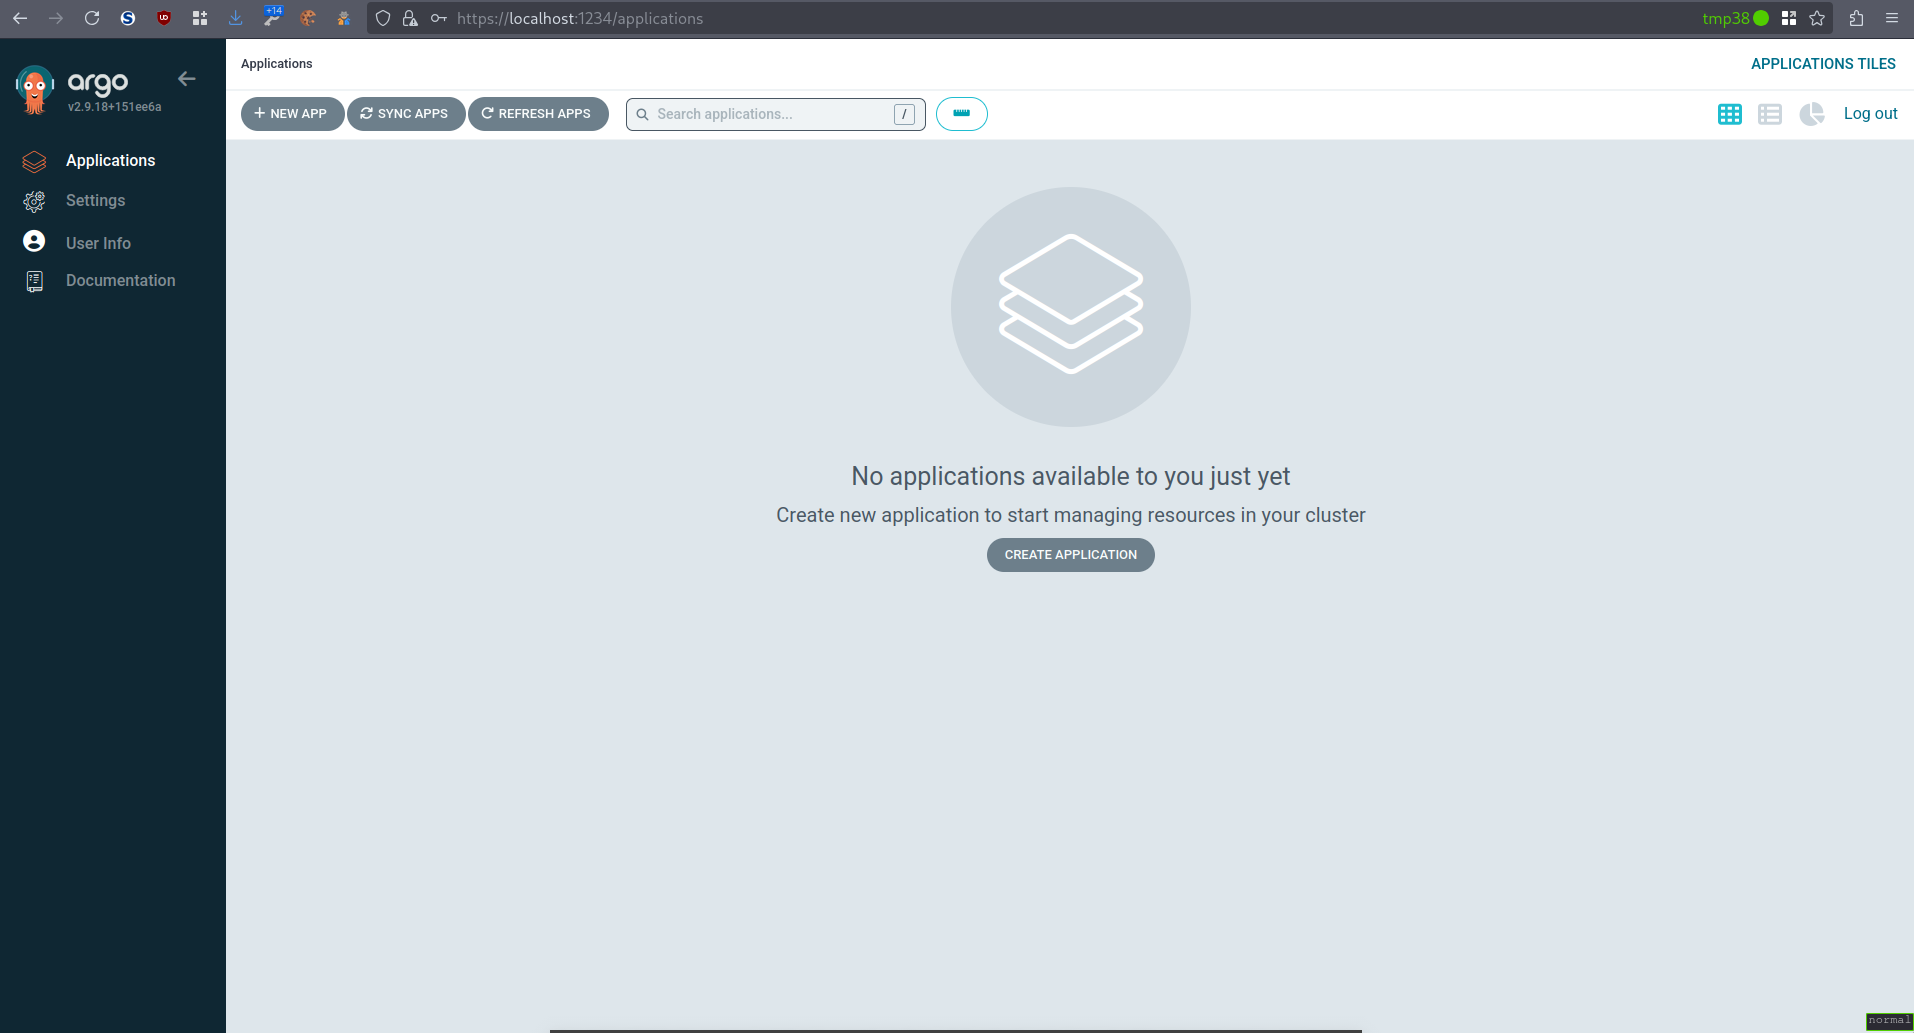 +14
https://localhost:1234/applications
tmp38
argo
v2.9.18+151ee6a
Applications
Settings
User Info
Documentation
Applications
APPLICATIONS TILES
NEW APP
SYNC APPS
REFRESH APPS
Search applications...
/
Log out
No applications available to you just yet
Create new application to start managing resources in your cluster
CREATE APPLICATION
normal